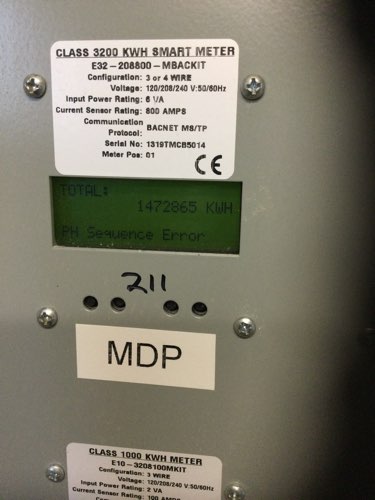 CLASS 3200 KWH SMART METER
E32-208800-MBACKIT
Configuration: 3 or 4 WIRE
Voltage: 120/208/240 V:50/60Hz
Input Power Rating: 6 VA
Current Sensor Rating: 800 AMPS
Communication
Protocol: BACNET MS/TP
Serial No: 1319TMCB5014
Meter Pos: 01
CE
TOTAL:
1472865 KWH
PH Sequence Error
211
MDP
CLASS 1000 KWH METER
E10-3208100MKIT
Configuration: 3 WIRE
Voltage: 120/208/240 V:50/60Hz
Input Power Rating: 2 VA
Current Sensor Rating: 100 AMPS